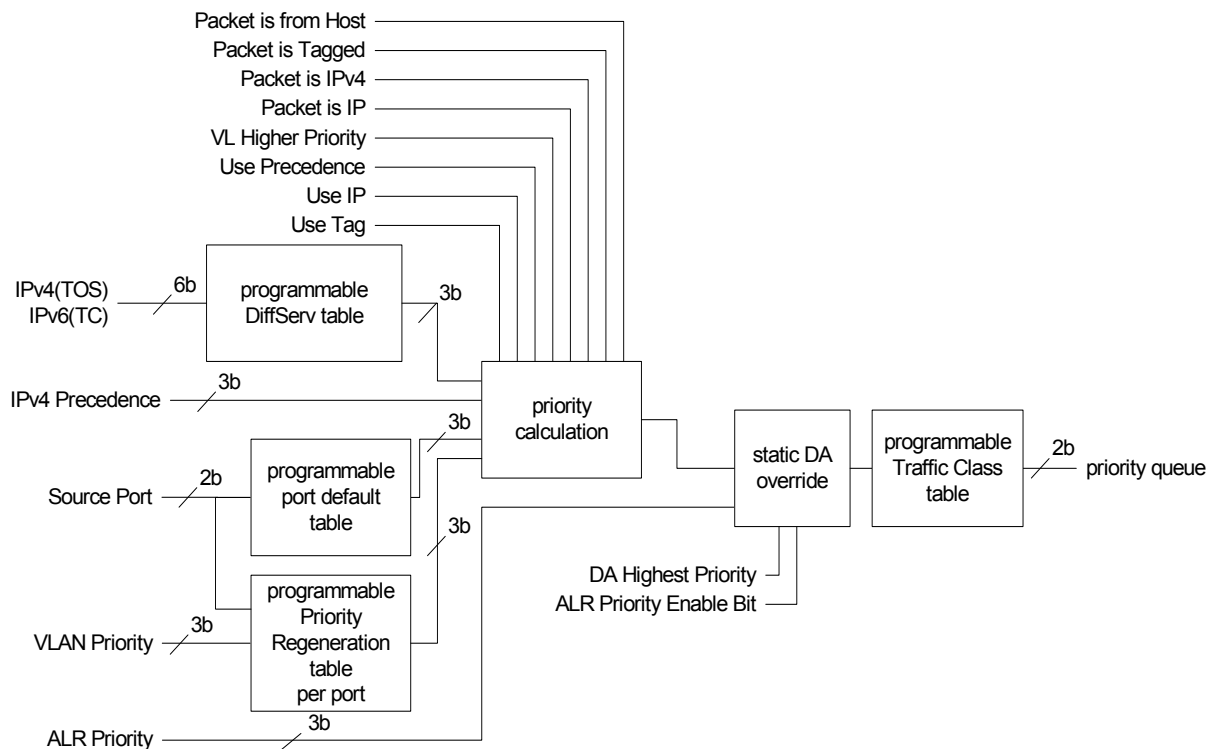 Packet is from Host
Packet is Tagged
Packet is IPv4
Packet is IP
VL Higher Priority
Use Precedence
Use IP
Use Tag
IPv4(TOS)
IPv6(TC)
6b
programmable
DiffServ table
3b
IPv4 Precedence
3b
priority
calculation
Source Port
2b
programmable
port default
table
3b
3b
VLAN Priority
3b
programmable
Priority
Regeneration
table
per port
ALR Priority
3b
static DA
override
DA Highest Priority
ALR Priority Enable Bit
programmable
Traffic Class
table
2b
priority queue